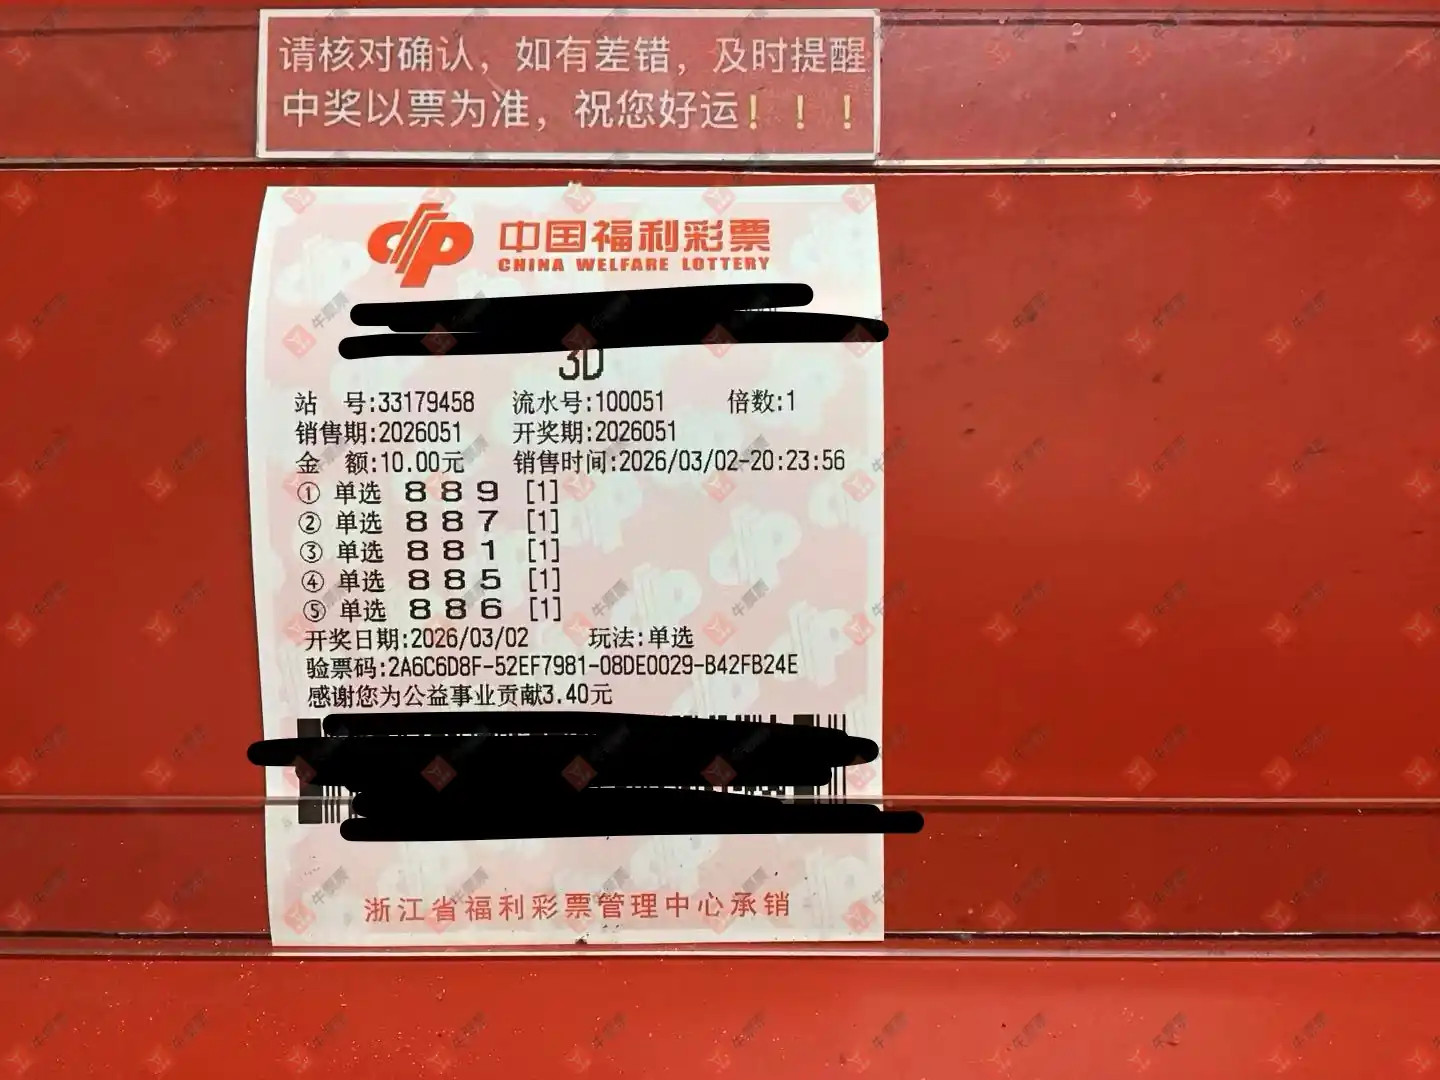 请核对确认，如有差错，及时提醒
中奖以票为准，祝您好运！！！
中国福利彩票
CHINA WELFARE LOTTERY
3D
站 号:33179458 流水号:100051 倍数:1
销售期:2026051 开奖期:2026051
金 额:10.00元 销售时间:2026/03/02-20:23:56
① 单选 8 8 9 [1]
② 单选 8 8 7 [1]
③ 单选 8 8 1 [1]
④ 单选 8 8 5 [1]
⑤ 单选 8 8 6 [1]
开奖日期:2026/03/02 玩法:单选
验票码:2A6C6D8F-52EF7981-08DE0029-B42FB24E
感谢您为公益事业贡献3.40元
浙江省福利彩票管理中心承销